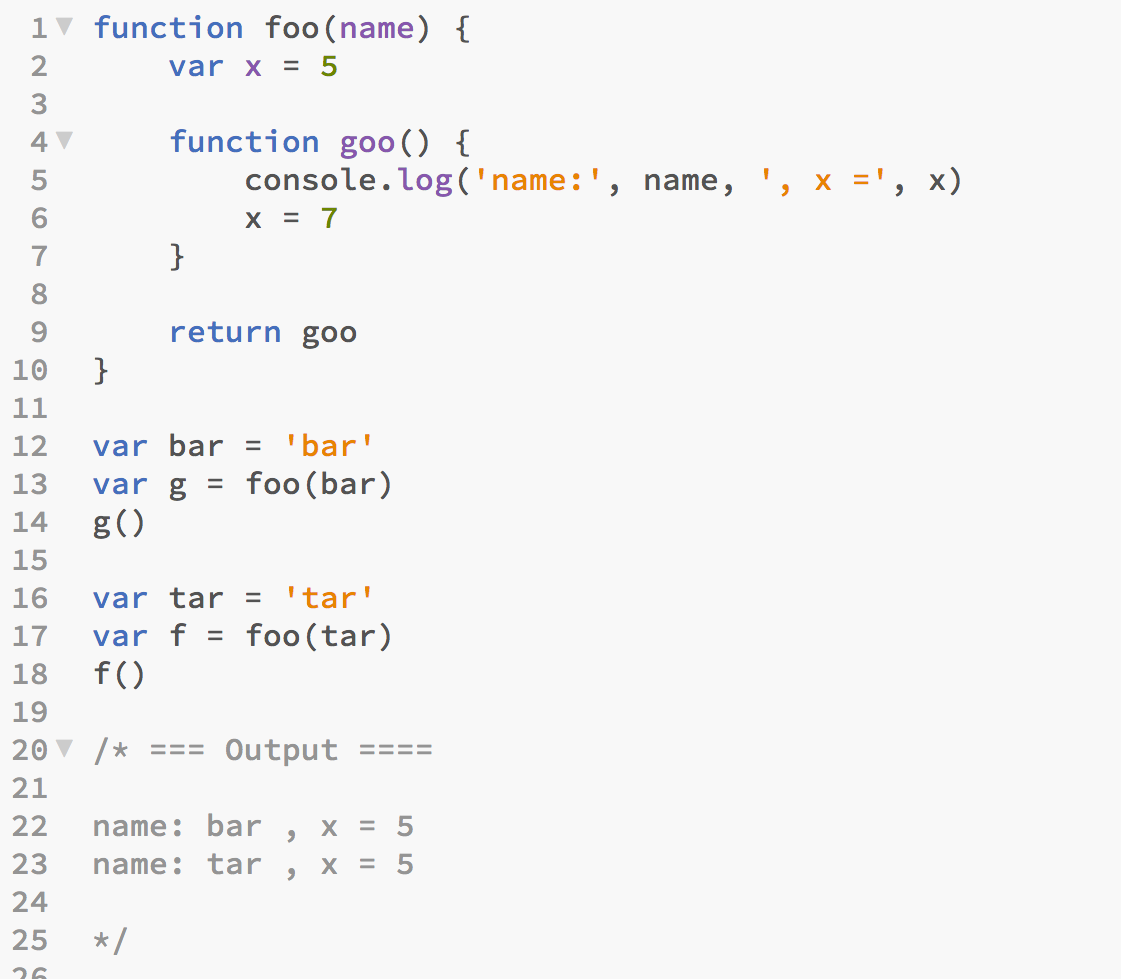 1 function foo(name) {
2 var x = 5
3
4 function goo() {
5 console.log('name:', name, ', x =', x)
6 x = 7
7 }
8
9 return goo
10 }
11
12 var bar = 'bar'
13 var g = foo(bar)
14 g()
15
16 var tar = 'tar'
17 var f = foo(tar)
18 f()
19
20 /* === Output ====
21
22 name: bar , x = 5
23 name: tar , x = 5
24
25 */
26